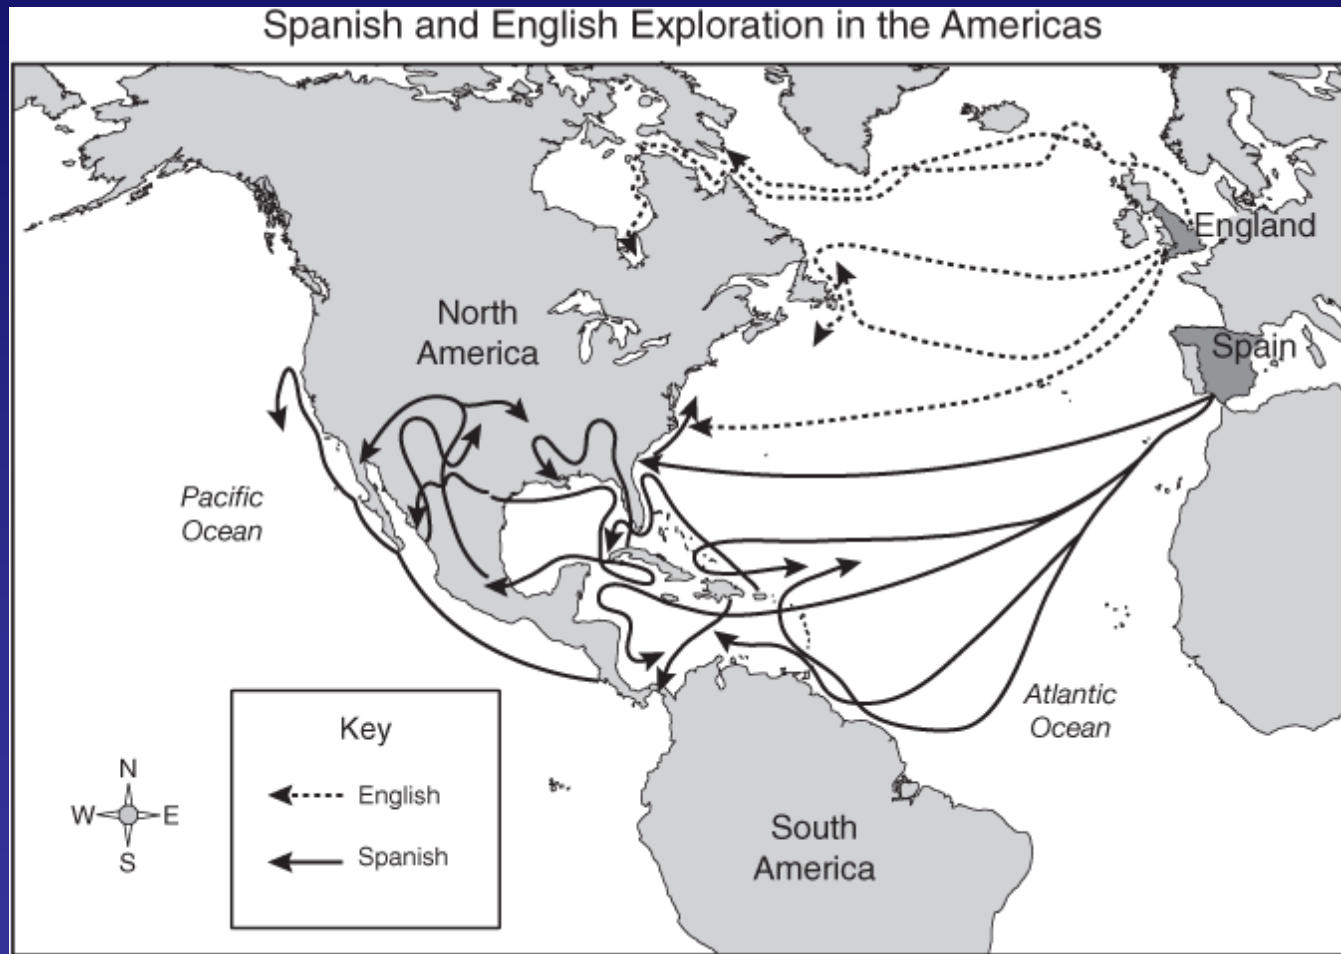 Spanish and English Exploration in the Americas
England
North
America
Spain
Pacific
Ocean
Atlantic
Ocean
Key
English
Spanish
N
W
E
S
South
America